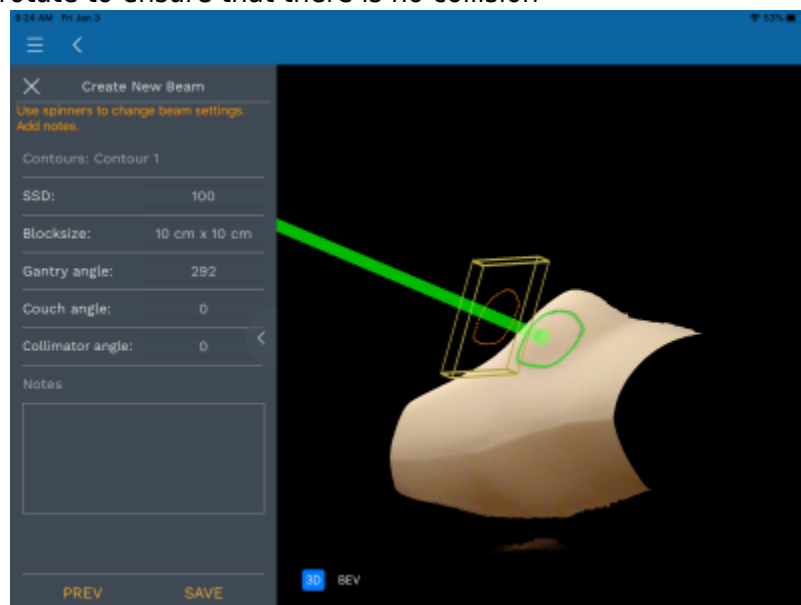 rotate to ensure that there is no collision
9:24 AM Fri Jan 3
53%
Create New Beam
Use spinners to change beam settings.
Add notes.
Contours: Contour 1
SSD: 100
Blocksize: 10 cm x 10 cm
Gantry angle: 292
Couch angle: 0
Collimator angle: 0
Notes
PREV SAVE
3D BEV